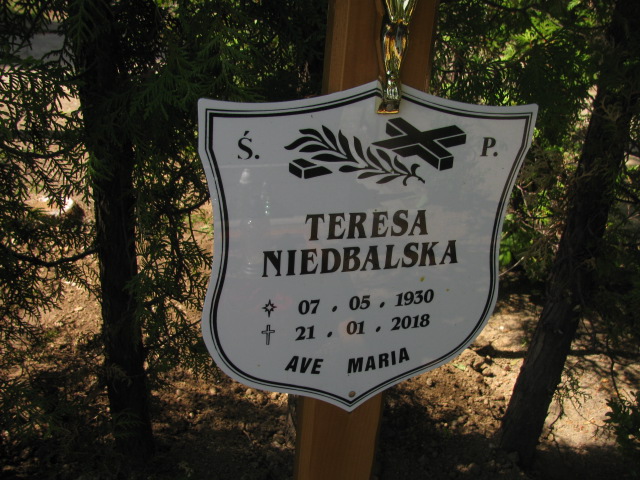 Ś. P.
TERESA
NIEDBALSKA
07 . 05 . 1930
21 . 01 . 2018
AVE MARIA